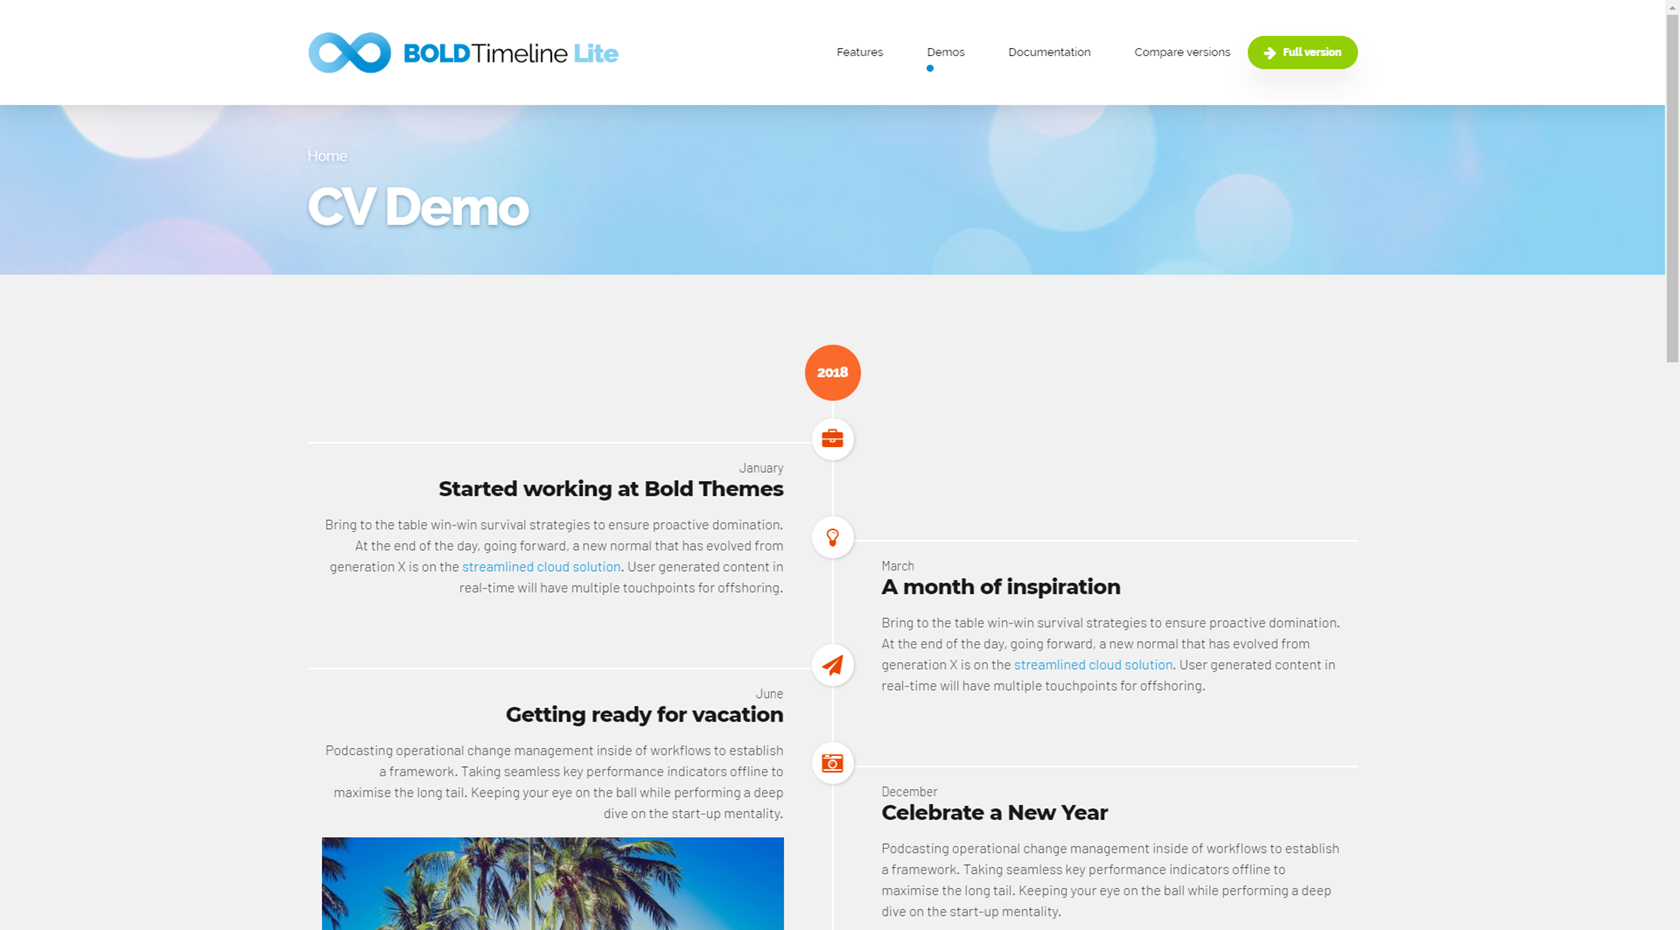 BOLDTimeline Lite
Features
Demos
Documentation
Compare versions
Full version
Home
CV Demo
2018
January
Started working at Bold Themes
Bring to the table win-win survival strategies to ensure proactive domination.
At the end of the day, going forward, a new normal that has evolved from
generation X is on the streamlined cloud solution. User generated content in
real-time will have multiple touchpoints for offshoring.
March
A month of inspiration
Bring to the table win-win survival strategies to ensure proactive domination.
At the end of the day, going forward, a new normal that has evolved from
generation X is on the streamlined cloud solution. User generated content in
real-time will have multiple touchpoints for offshoring.
June
Getting ready for vacation
Podcasting operational change management inside of workflows to establish
a framework. Taking seamless key performance indicators offline to
maximise the long tail. Keeping your eye on the ball while performing a deep
dive on the start-up mentality.
December
Celebrate a New Year
Podcasting operational change management inside of workflows to establish
a framework. Taking seamless key performance indicators offline to
maximise the long tail. Keeping your eye on the ball while performing a deep
dive on the start-up mentality.